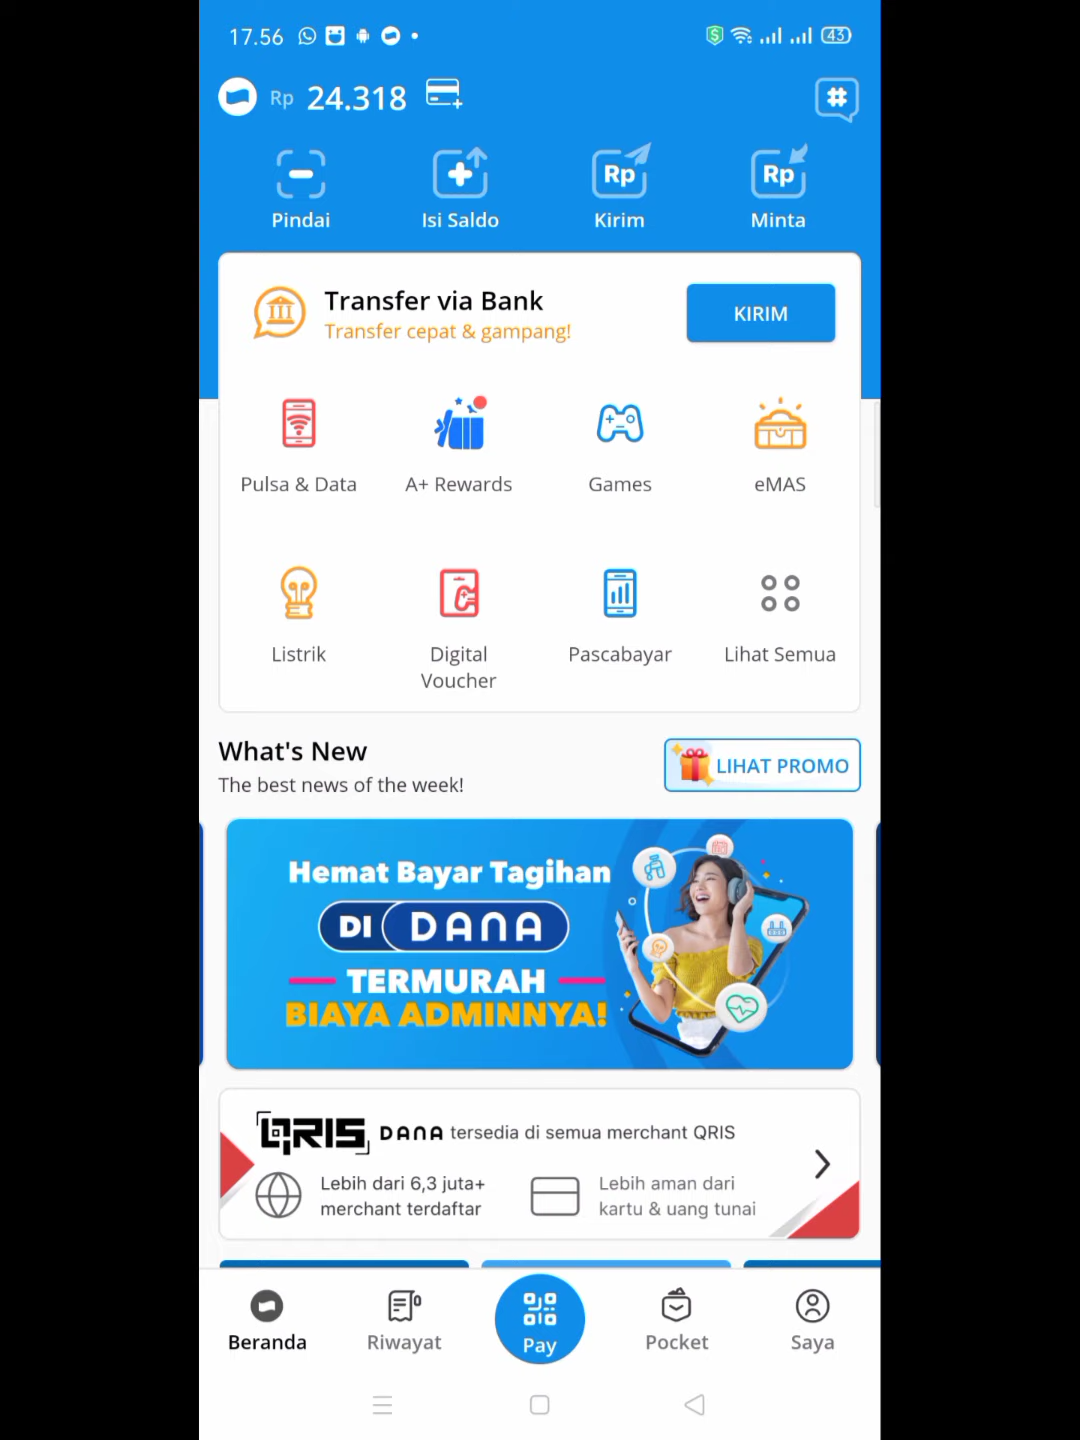 17.56
43
Rp 24.318
Pindai
Isi Saldo
Rp
Kirim
Rp
Minta
Transfer via Bank
Transfer cepat & gampang!
KIRIM
Pulsa & Data
A+ Rewards
Games
eMAS
Listrik
Digital
Voucher
Pascabayar
Lihat Semua
What's New
The best news of the week!
LIHAT PROMO
Hemat Bayar Tagihan
DI DANA
TERMURAH
BIAYA ADMINNYA!
QRIS DANA tersedia di semua merchant QRIS
Lebih dari 6,3 juta+
merchant terdaftar
Lebih aman dari
kartu & uang tunai
Beranda
Riwayat
Pay
Pocket
Saya